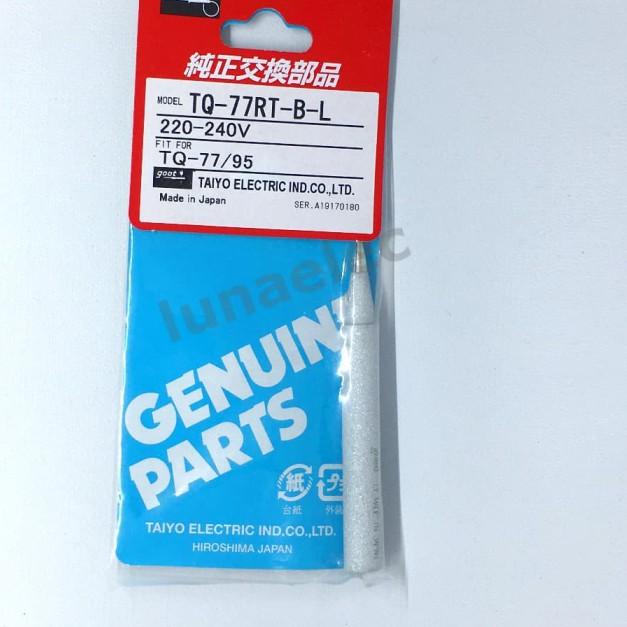 純正交換部品
MODEL TQ-77RT-B-L
220-240V
FIT FOR
TQ-77/95
goot TAIYO ELECTRIC IND.CO.,LTD.
Made in Japan SER.A19170180
lunaelec
GENUINE
PARTS
紙 プラ
台紙 外装
TAIYO ELECTRIC IND.CO.,LTD.
HIROSHIMA JAPAN